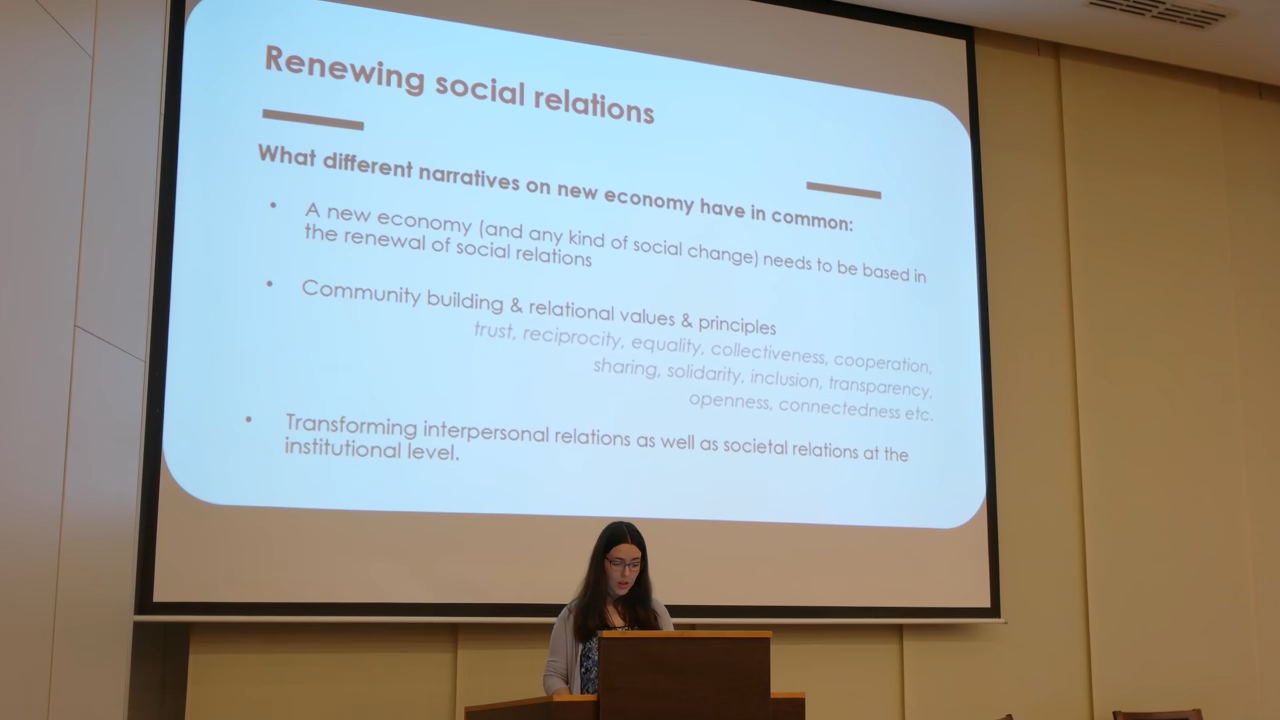 Renewing social relations
What different narratives on new economy have in common:
• A new economy (and any kind of social change) needs to be based in
the renewal of social relations
• Community building & relational values & principles
trust, reciprocity, equality, collectiveness, cooperation,
sharing, solidarity, inclusion, transparency,
openness, connectedness etc.
• Transforming interpersonal relations as well as societal relations at the
institutional level.